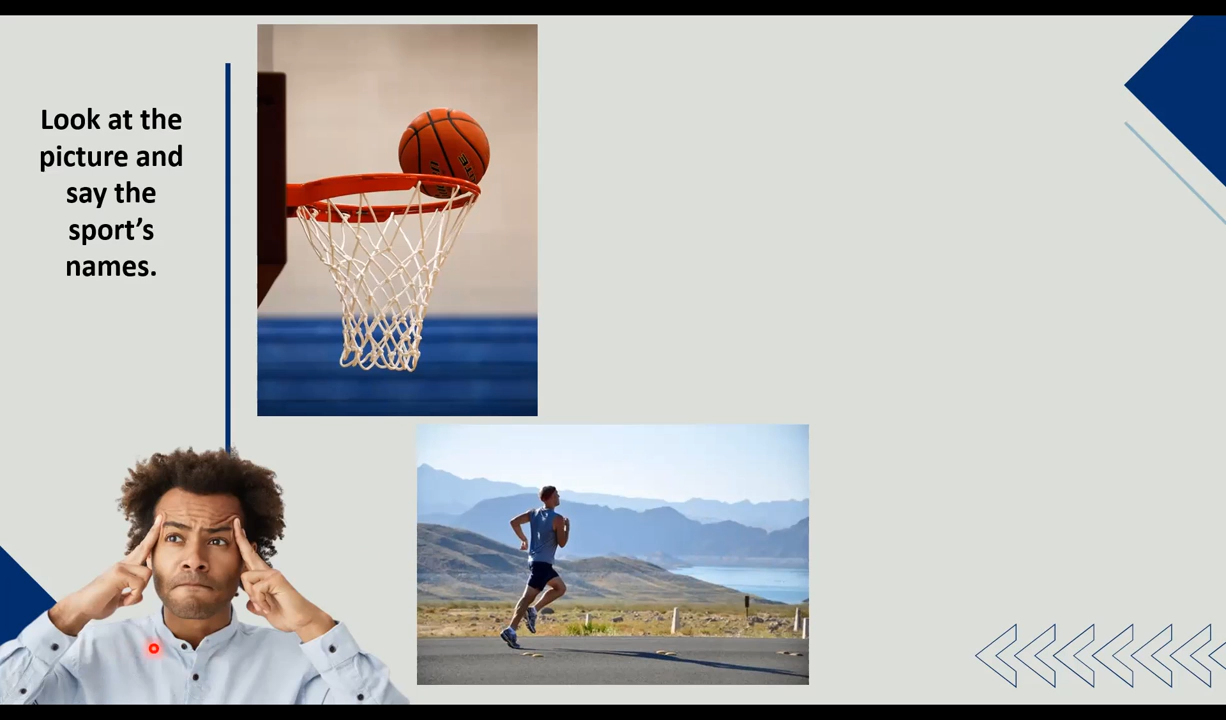 Look at the
picture and
say the
sport’s
names.